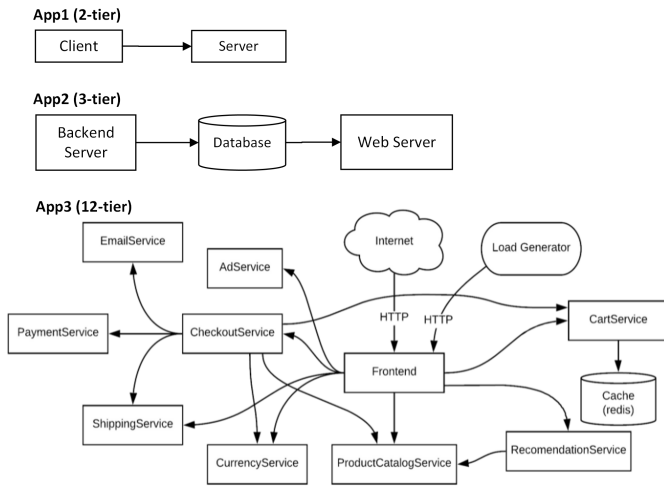 App1 (2-tier)
Client
Server
App2 (3-tier)
Backend
Server
Database
Web Server
App3 (12-tier)
EmailService
AdService
Internet
Load Generator
PaymentService
CheckoutService
HTTP
HTTP
CartService
Frontend
Cache
(redis)
ShippingService
CurrencyService
ProductCatalogService
RecomendationService